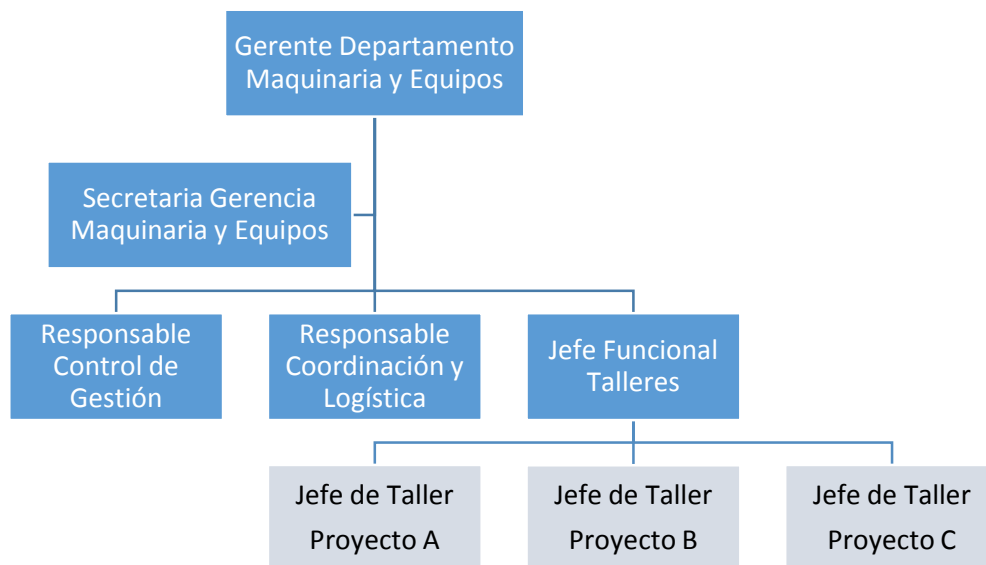 Gerente Departamento
Maquinaria y Equipos
Secretaria Gerencia
Maquinaria y Equipos
Responsable
Control de
Gestión
Responsable
Coordinación y
Logística
Jefe Funcional
Talleres
Jefe de Taller
Proyecto A
Jefe de Taller
Proyecto B
Jefe de Taller
Proyecto C